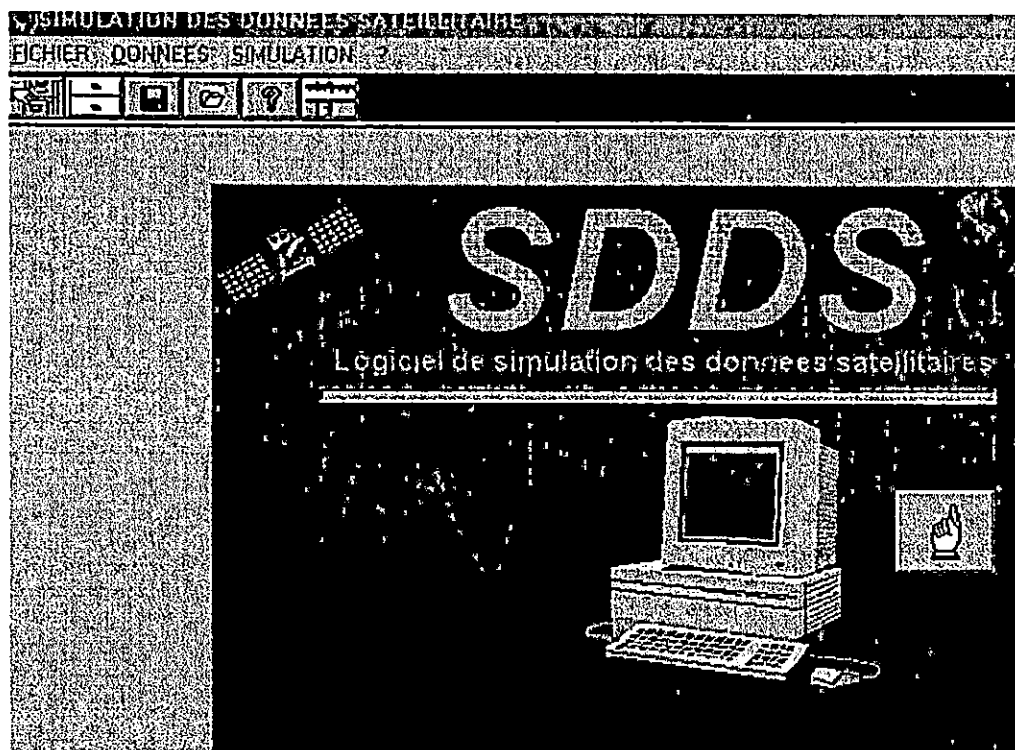 SIMULATION DES DONNEES SATELLITAIRE
FICHIER DONNEES SIMULATION ?
SDDS
Logiciel de simulation des donnees satellitaires